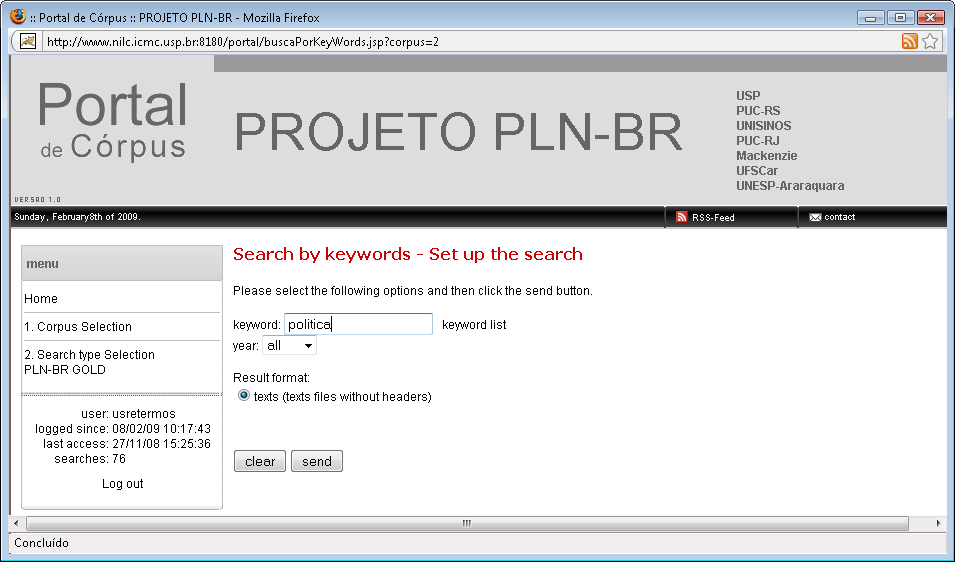 :: Portal de Córpus :: PROJETO PLN-BR - Mozilla Firefox
http://www.nilc.icmc.usp.br:8180/portal/buscaPorKeyWords.jsp?corpus=2
Portal
de Córpus
VERSÃO 1.0
PROJETO PLN-BR
USP
PUC-RS
UNISINOS
PUC-RJ
Mackenzie
UFSCar
UNESP-Araraquara
Sunday, February8th of 2009.
RSS-Feed
contact
menu
Home
1. Corpus Selection
2. Search type Selection
PLN-BR GOLD
user: usretermos
logged since: 08/02/09 10:17:43
last access: 27/11/08 15:25:36
searches: 76
Log out
Search by keywords - Set up the search
Please select the following options and then click the send button.
keyword: politica keyword list
year: all
Result format:
texts (texts files without headers)
clear send
Concluído